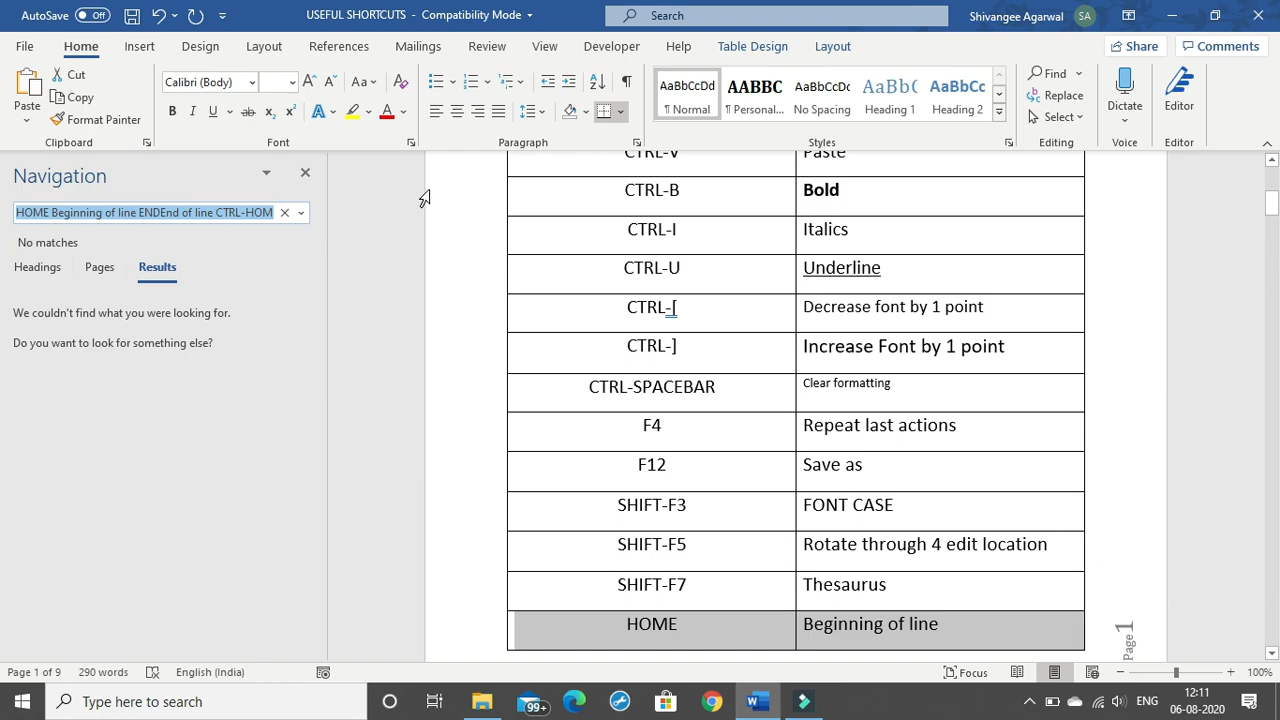 AutoSave Off USEFUL SHORTCUTS - Compatibility Mode Search Shivangee Agarwal SA
File Home Insert Design Layout References Mailings Review View Developer Help Table Design Layout Share Comments
Paste Cut Copy Format Painter
Calibri (Body)
B I U ab x₂ x² A A
AaBbCcDd ¶ Normal
AABBC ¶ Personal...
AaBbCcDc No Spacing
AaBbCc Heading 1
AaBbCc Heading 2
Find
Replace
Select
Dictate
Editor
Clipboard Font Paragraph Styles Editing Voice Editor
Navigation
HOME Beginning of line ENDEnd of line CTRL-HOM
No matches
Headings Pages Results
We couldn't find what you were looking for.
Do you want to look for something else?
CTRL-V Paste
CTRL-B Bold
CTRL-I Italics
CTRL-U Underline
CTRL-[ Decrease font by 1 point
CTRL-] Increase Font by 1 point
CTRL-SPACEBAR Clear formatting
F4 Repeat last actions
F12 Save as
SHIFT-F3 FONT CASE
SHIFT-F5 Rotate through 4 edit location
SHIFT-F7 Thesaurus
HOME Beginning of line
Page 1
Page 1 of 9 290 words English (India) Focus 100%
Type here to search 99+ ENG 12:11
06-08-2020